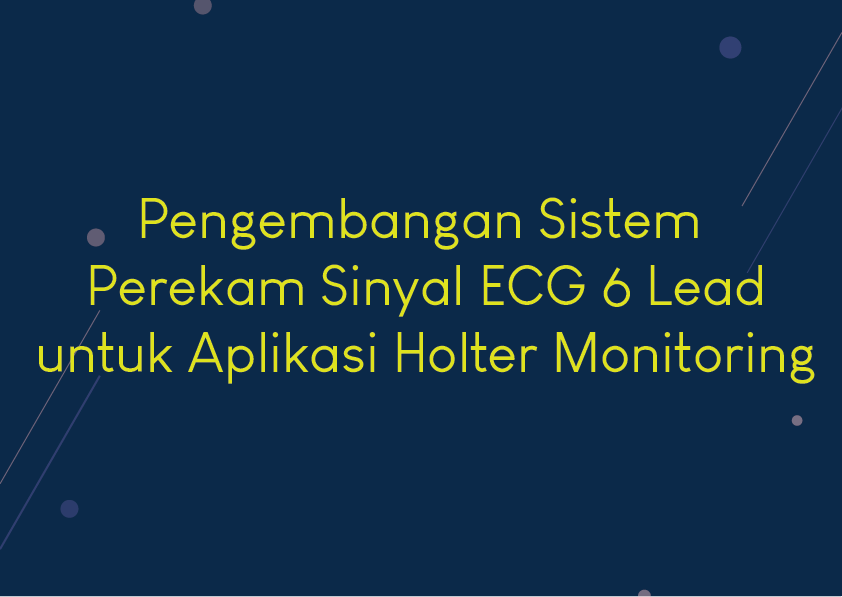 Pengembangan Sistem
Perekam Sinyal ECG 6 Lead
untuk Aplikasi Holter Monitoring